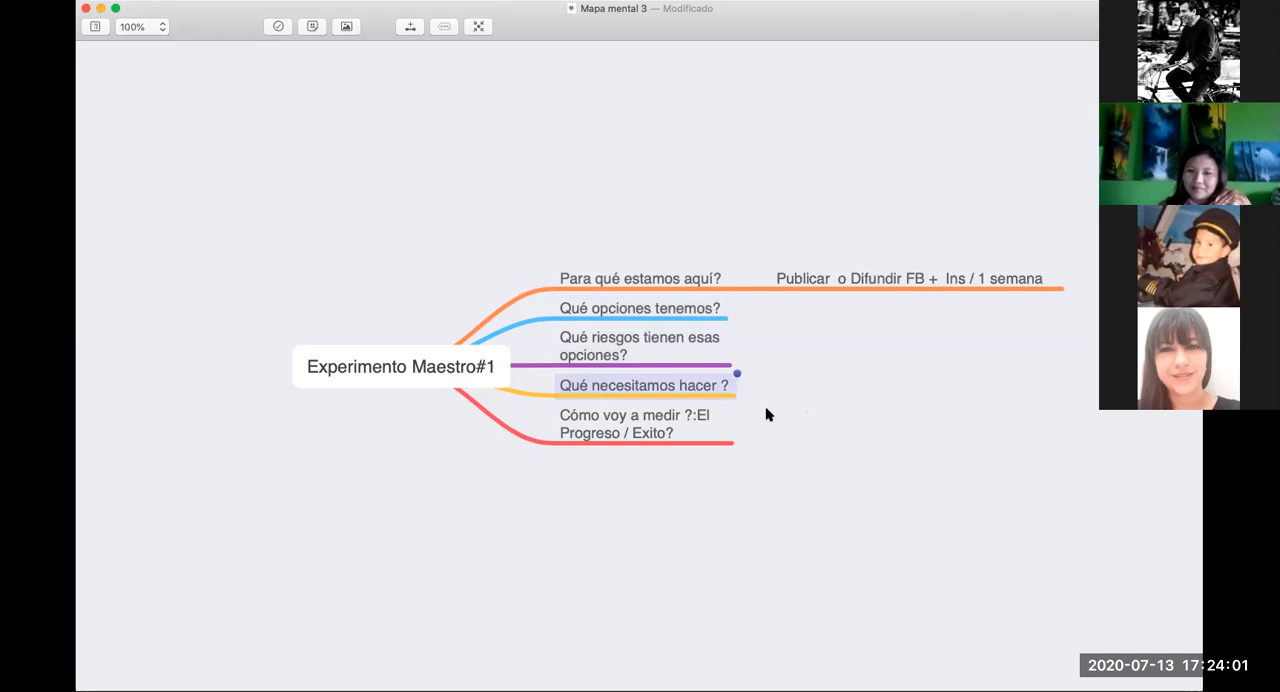 Mapa mental 3 — Modificado
100%
Para qué estamos aquí?
Publicar o Difundir FB + Ins / 1 semana
Qué opciones tenemos?
Qué riesgos tienen esas
opciones?
Experimento Maestro#1
Qué necesitamos hacer ?
Cómo voy a medir ?:El
Progreso / Exito?
2020-07-13 17:24:01